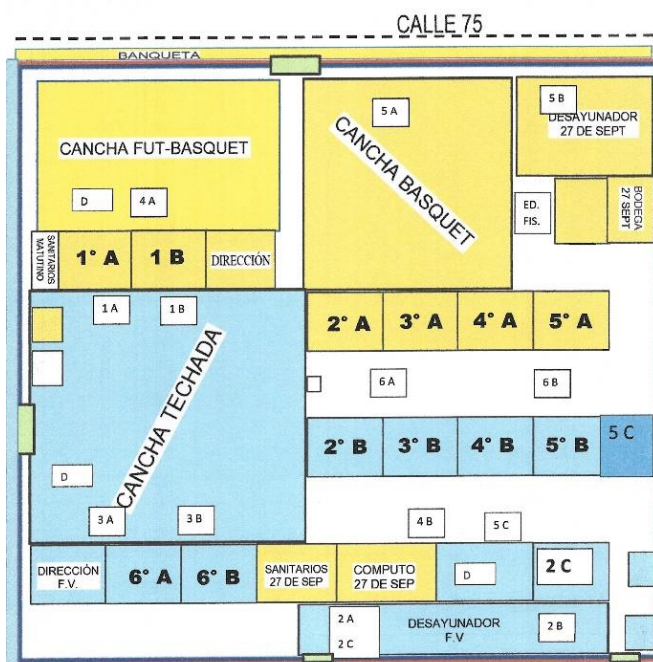 CALLE 75
BANQUETA
5 A
5 B
DESAYUNADOR
27 DE SEPT
CANCHA FUT-BASQUET
CANCHA BASQUET
D
4 A
ED.
FIS.
BODEGA
27 SEPT
SANITARIOS
MATUTINO
1° A
1 B
DIRECCIÓN
1 A
1 B
2° A
3° A
4° A
5° A
CANCHA TECHADA
6 A
6 B
2° B
3° B
4° B
5° B
5 C
D
3 A
3 B
4 B
5 C
DIRECCIÓN
F.V.
6° A
6° B
SANITARIOS
27 DE SEP
COMPUTO
27 DE SEP
D
2 C
2 A
2 C
DESAYUNADOR
F.V
2 B